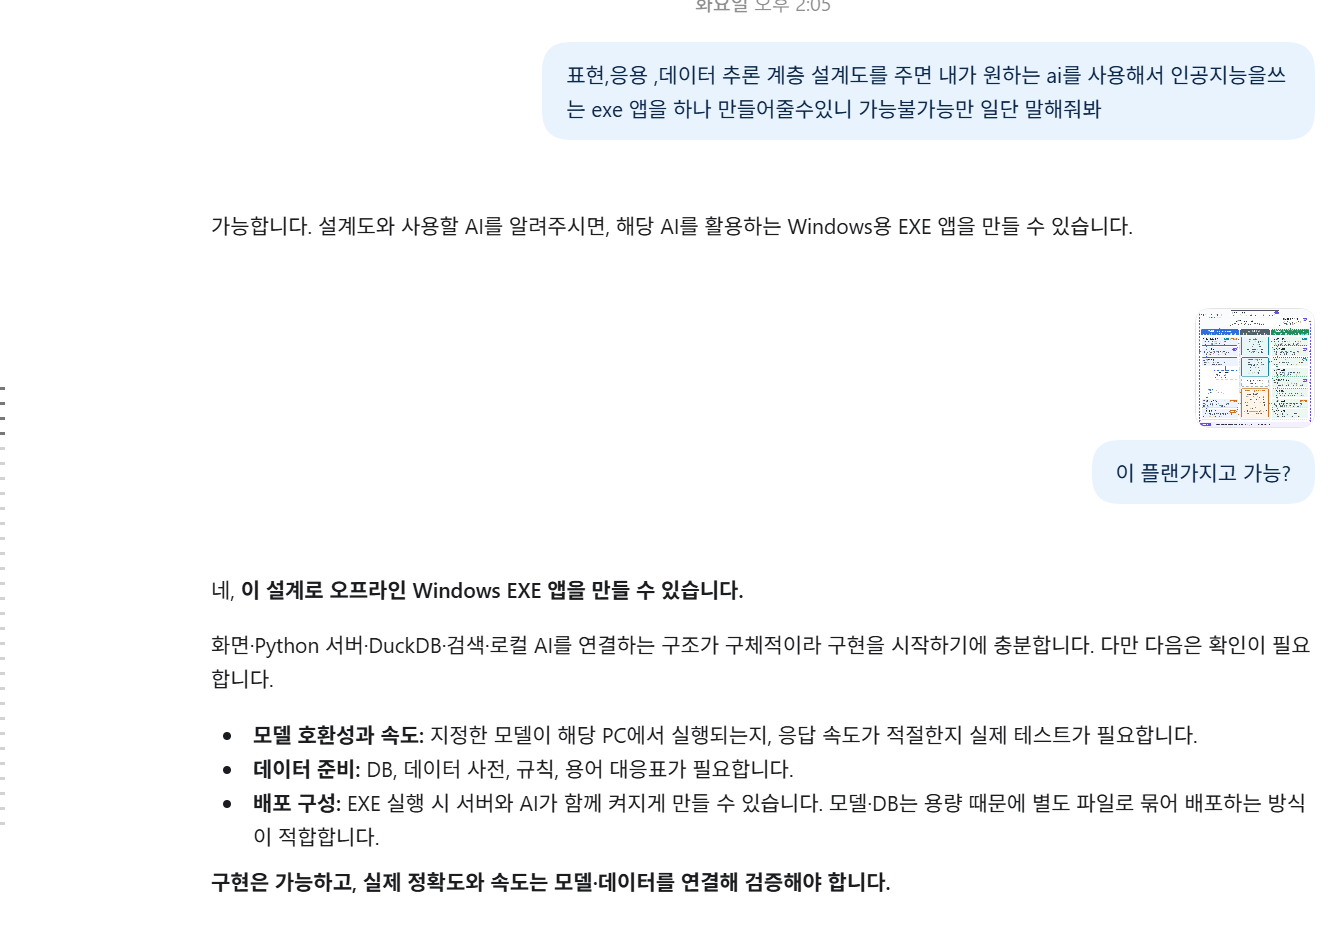 화요일 오후 2:05
표현,응용 ,데이터 추론 계층 설계도를 주면 내가 원하는 ai를 사용해서 인공지능을쓰
는 exe 앱을 하나 만들어줄수있니 가능불가능만 일단 말해줘봐
가능합니다. 설계도와 사용할 AI를 알려주시면, 해당 AI를 활용하는 Windows용 EXE 앱을 만들 수 있습니다.
이 플랜가지고 가능?
네, 이 설계로 오프라인 Windows EXE 앱을 만들 수 있습니다.
화면·Python 서버·DuckDB·검색·로컬 AI를 연결하는 구조가 구체적이라 구현을 시작하기에 충분합니다. 다만 다음은 확인이 필요
합니다.
모델 호환성과 속도: 지정한 모델이 해당 PC에서 실행되는지, 응답 속도가 적절한지 실제 테스트가 필요합니다.
데이터 준비: DB, 데이터 사전, 규칙, 용어 대응표가 필요합니다.
배포 구성: EXE 실행 시 서버와 AI가 함께 켜지게 만들 수 있습니다. 모델·DB는 용량 때문에 별도 파일로 묶어 배포하는 방식
이 적합합니다.
구현은 가능하고, 실제 정확도와 속도는 모델·데이터를 연결해 검증해야 합니다.